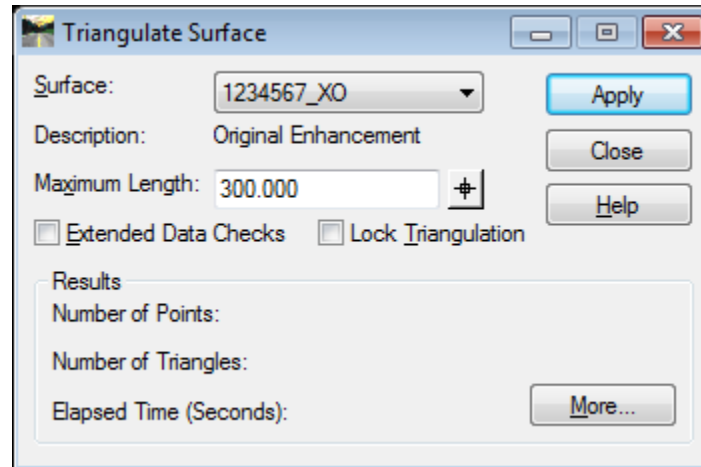 Triangulate Surface
Surface: 1234567_XO Apply
Description: Original Enhancement Close
Maximum Length: 300.000 Help
Extended Data Checks Lock Triangulation
Results
Number of Points:
Number of Triangles:
Elapsed Time (Seconds): More...